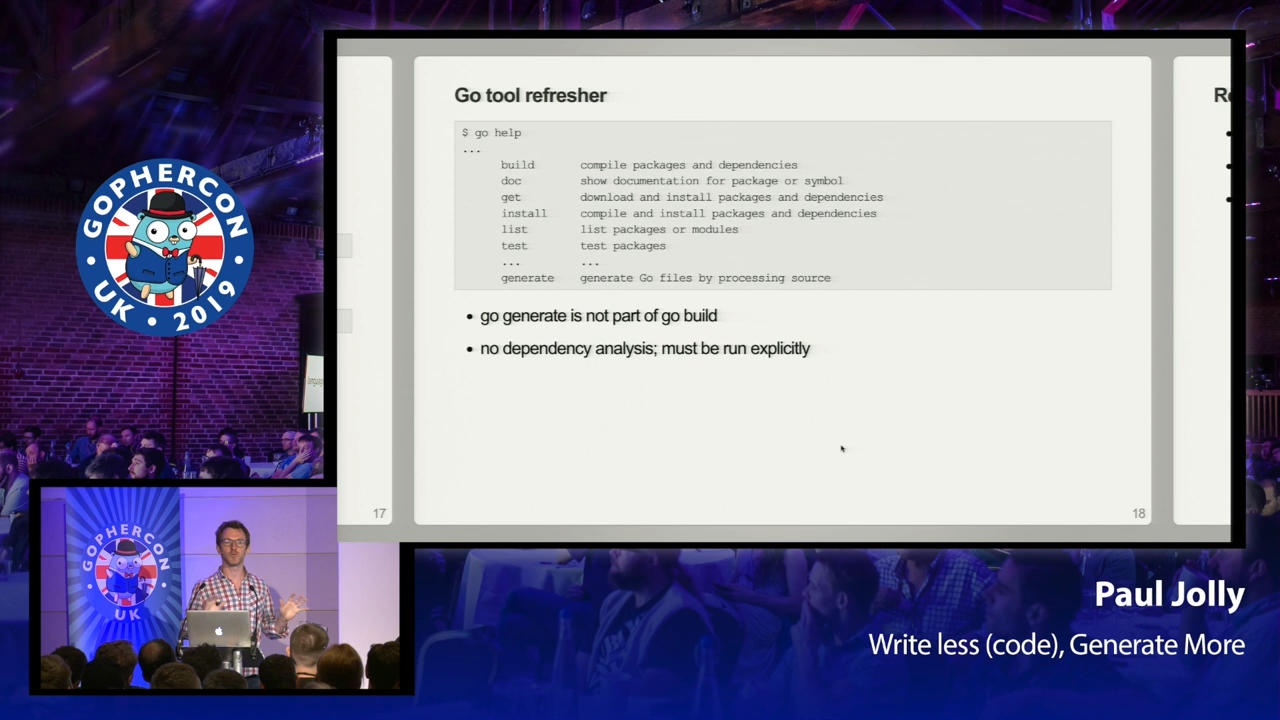 GOPHERCON
UK • 2019
Go tool refresher
$ go help
...
build compile packages and dependencies
doc show documentation for package or symbol
get download and install packages and dependencies
install compile and install packages and dependencies
list list packages or modules
test test packages
... ...
generate generate Go files by processing source
• go generate is not part of go build
• no dependency analysis; must be run explicitly
17
18
GOPHERCON
UK
Paul Jolly
Write less (code), Generate More